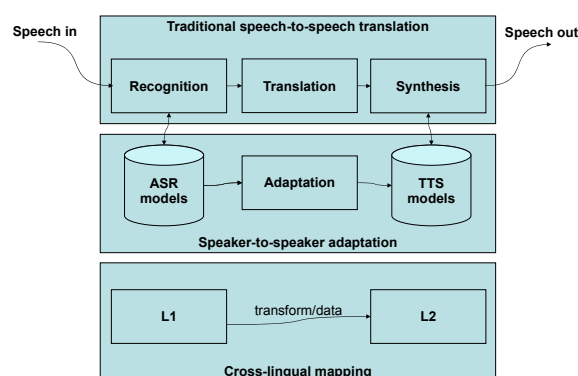 Traditional speech-to-speech translation
Speech in
Speech out
Recognition
Translation
Synthesis
ASR
models
Adaptation
TTS
models
Speaker-to-speaker adaptation
L1
transform/data
L2
Cross-lingual mapping